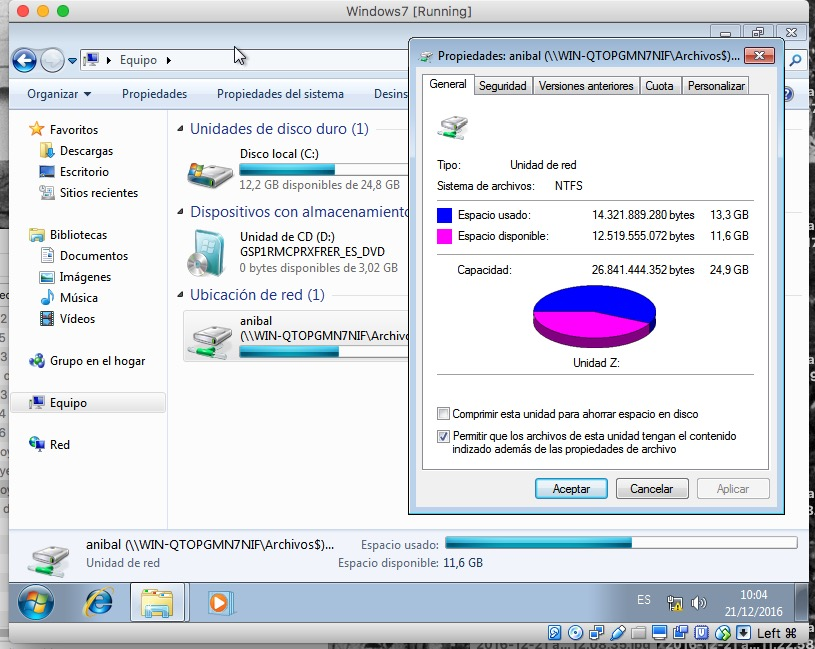 Windows7 [Running]
Equipo
Organizar
Propiedades
Propiedades del sistema
Desins
Favoritos
Descargas
Escritorio
Sitios recientes
Bibliotecas
Documentos
Imágenes
Música
Vídeos
Grupo en el hogar
Equipo
Red
Unidades de disco duro (1)
Disco local (C:)
12,2 GB disponibles de 24,8 GB
Dispositivos con almacenamiento
Unidad de CD (D:)
GSP1RMCPRXFRER_ES_DVD
0 bytes disponibles de 3,02 GB
Ubicación de red (1)
anibal
(\\WIN-QTOPGMN7NIF\Archivo
Propiedades: anibal (\\WIN-QTOPGMN7NIF\Archivos$)...
General
Seguridad
Versiones anteriores
Cuota
Personalizar
Tipo: Unidad de red
Sistema de archivos: NTFS
Espacio usado: 14.321.889.280 bytes 13,3 GB
Espacio disponible: 12.519.555.072 bytes 11,6 GB
Capacidad: 26.841.444.352 bytes 24,9 GB
Unidad Z:
Comprimir esta unidad para ahorrar espacio en disco
Permitir que los archivos de esta unidad tengan el contenido
indizado además de las propiedades de archivo
Aceptar
Cancelar
Aplicar
anibal (\\WIN-QTOPGMN7NIF\Archivos$)... Espacio usado:
Unidad de red Espacio disponible: 11,6 GB
ES
10:04
21/12/2016
Left ⌘